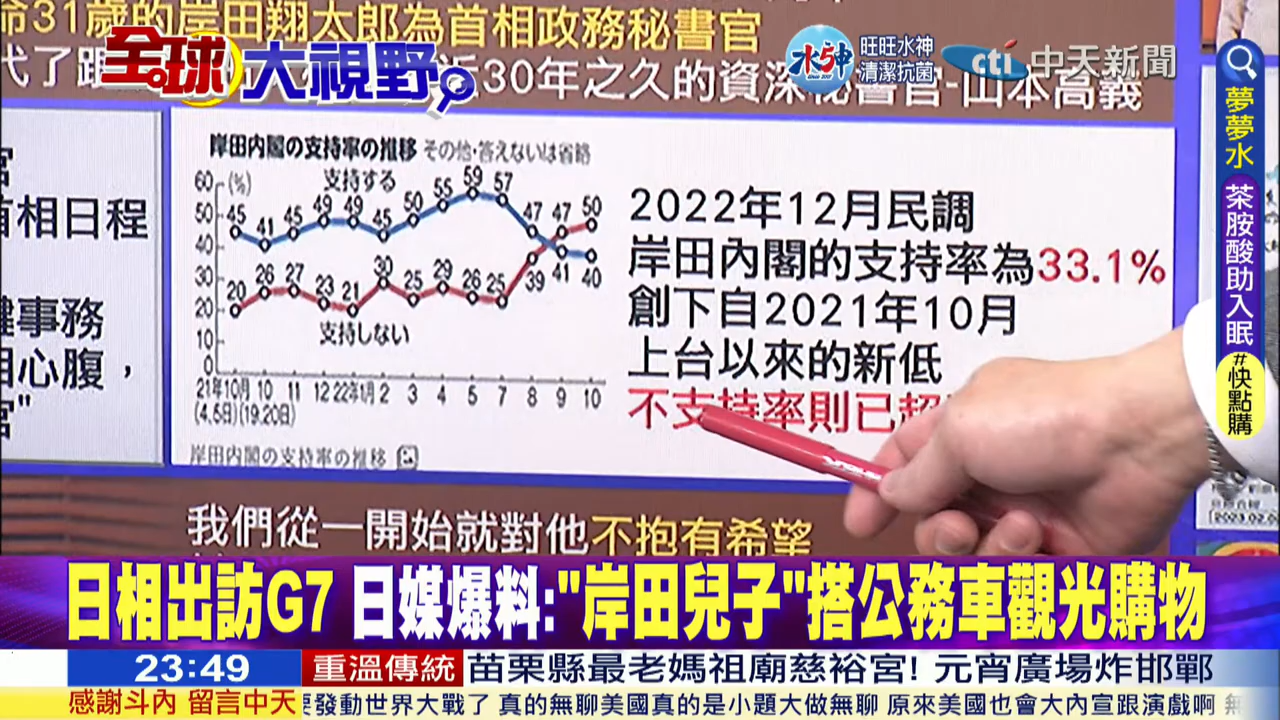 命31歲的岸田翔太郎為首相政務秘書官
代了跟
近30年之久的資深秘書官-山本高義
全球大視野
水神
旺旺水神
清潔抗菌
cti 中天新聞
夢夢水
茶胺酸助入眠
#快點購
首相日程
事務
心腹，
官"
岸田内閣の支持率の推移 その他・答えないは省略
60 (%)
50
40
30
20
10
0
支持する
45 41 45 49 49 45 50 55 59 57 47 41 40
20 26 27 23 21 30 25 29 26 25 39 47 50
支持しない
21年10月 10 11 12 22年1月 2 3 4 5 6 7 8 9 10
(4,5日)(19,20日)
岸田内閣の支持率の推移
2022年12月民調
岸田內閣的支持率為33.1%
創下自2021年10月
上台以來的新低
不支持率則已超
我們從一開始就對他不抱有希望
日相出訪G7 日媒爆料:"岸田兒子"搭公務車觀光購物
23:49
重溫傳統 苗栗縣最老媽祖廟慈裕宮! 元宵廣場炸邯鄲
感謝斗內 留言中天
要發動世界大戰了 真的無聊美國真的是小題大做無聊 原來美國也會大內宣跟演戲啊